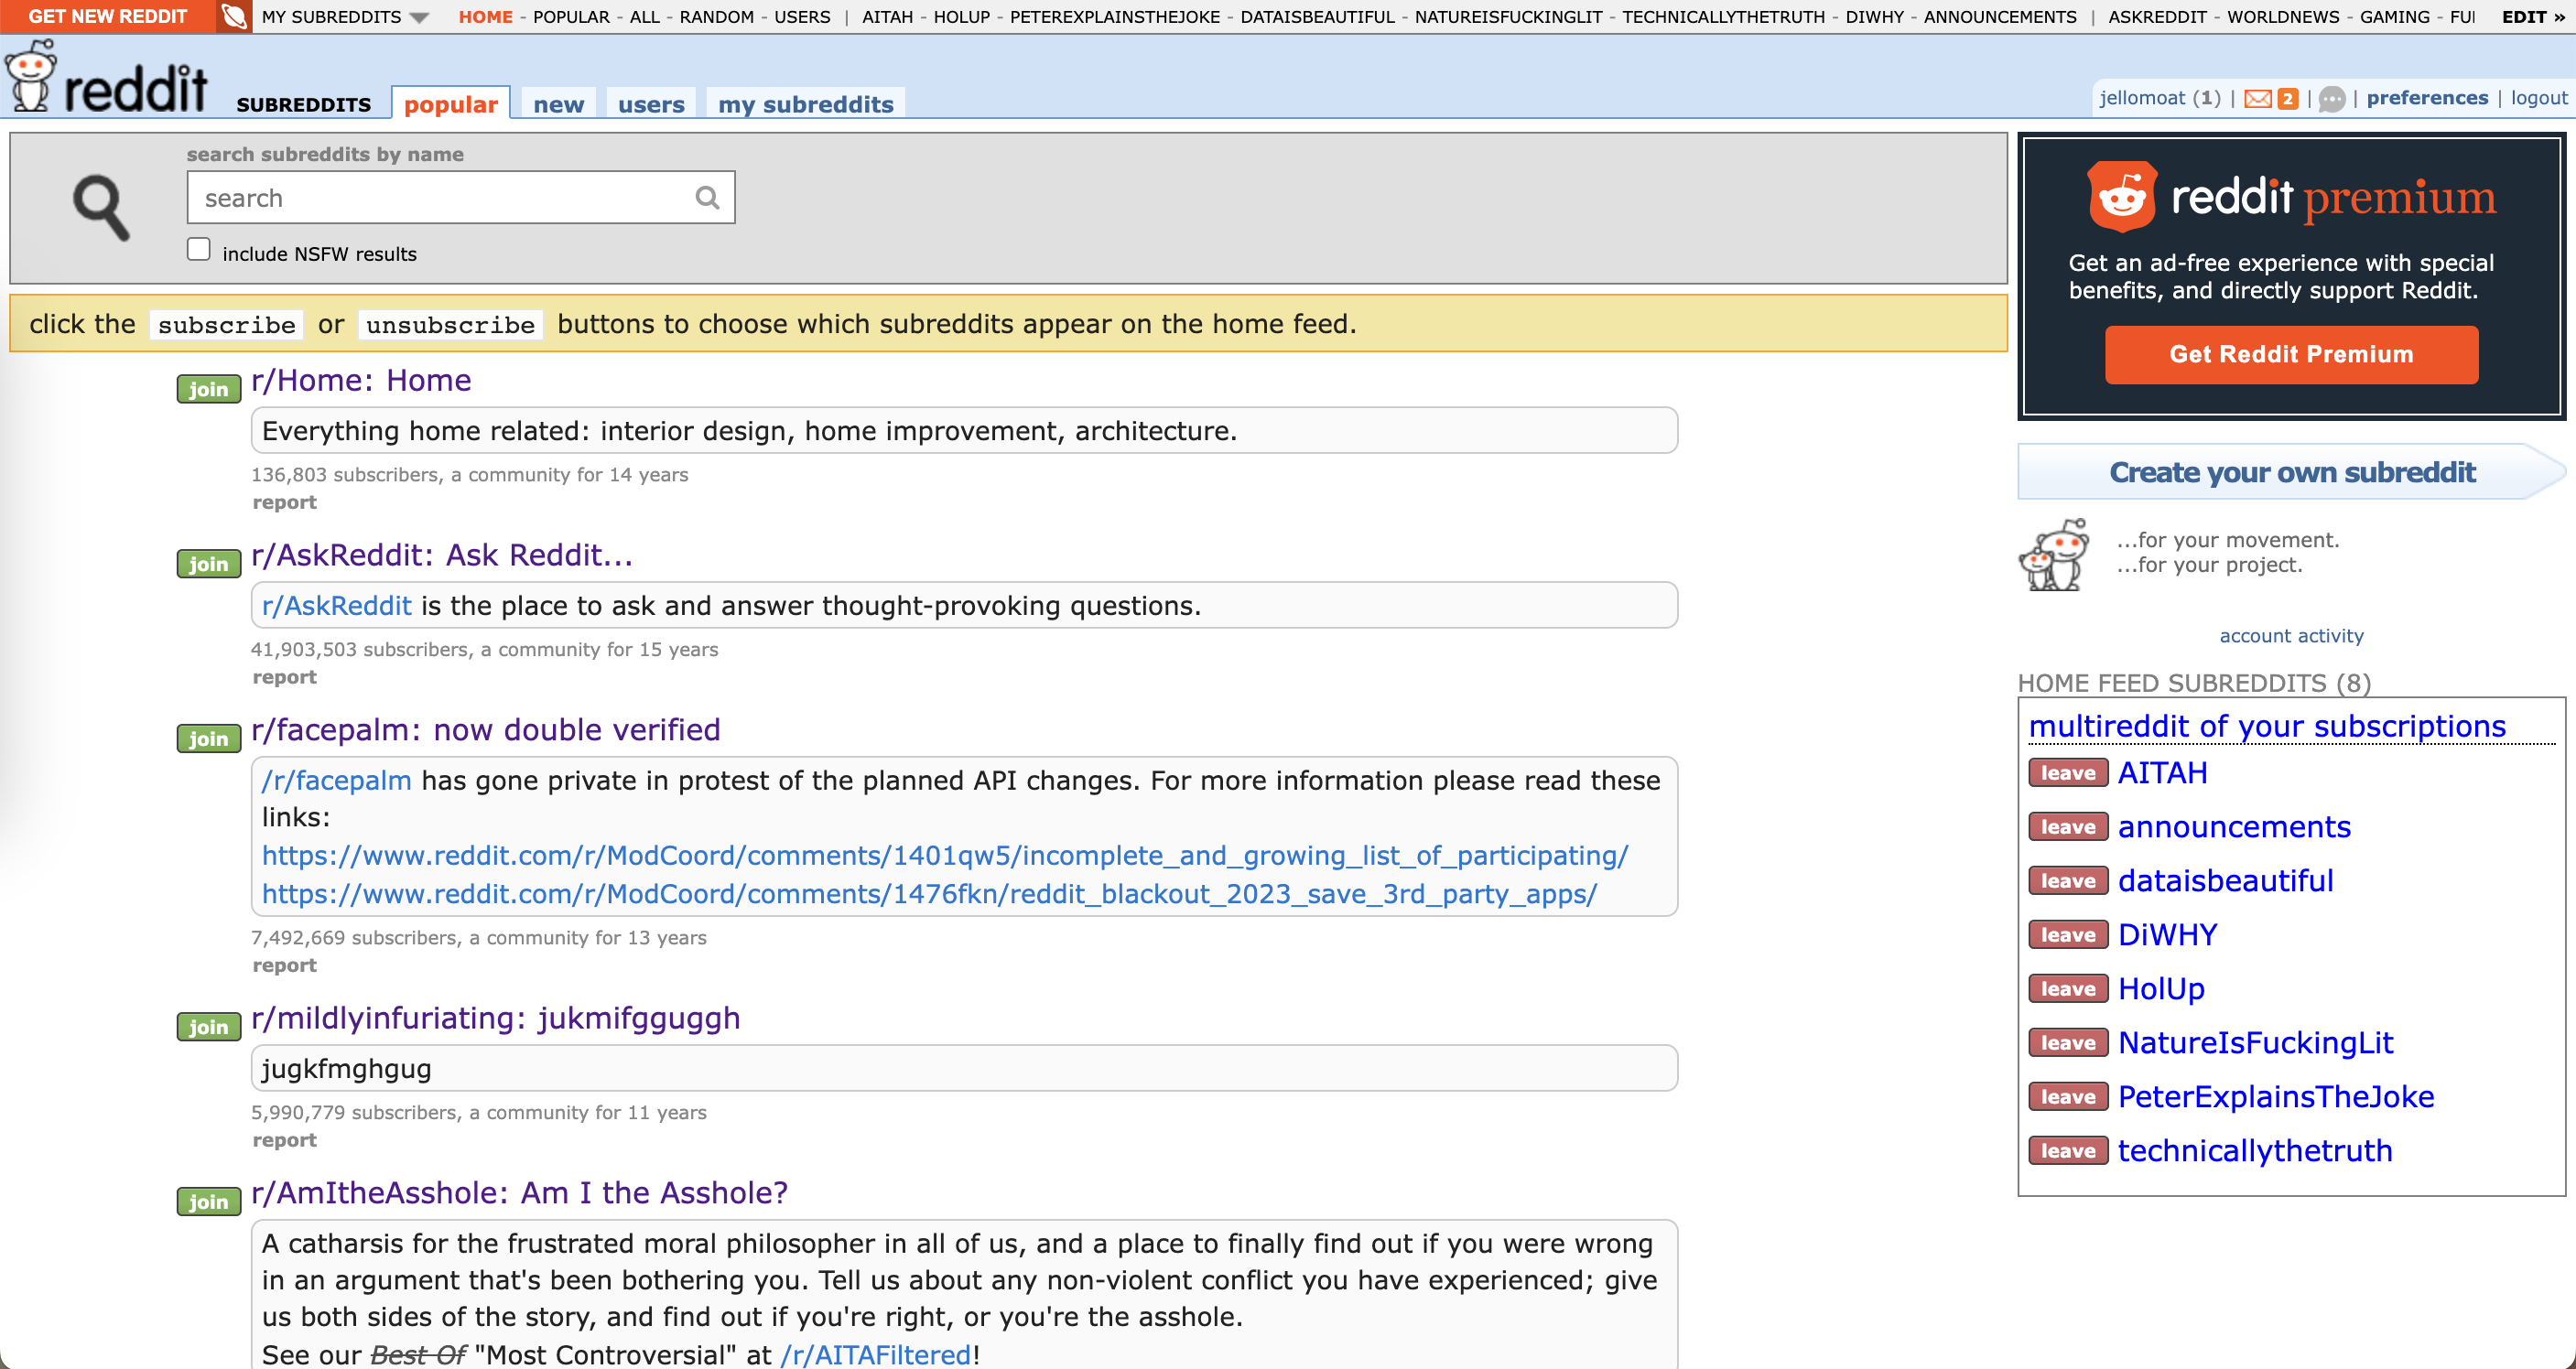 GET NEW REDDIT MY SUBREDDITS HOME - POPULAR - ALL - RANDOM - USERS | AITAH - HOLUP - PETEREXPLAINSTHEJOKE - DATAISBEAUTIFUL - NATUREISFUCKINGLIT - TECHNICALLYTHETRUTH - DIWHY - ANNOUNCEMENTS | ASKREDDIT - WORLDNEWS - GAMING - FU EDIT »
reddit SUBREDDITS popular new users my subreddits
jellomoat (1) | 2 | | preferences | logout
search subreddits by name
search
include NSFW results
click the subscribe or unsubscribe buttons to choose which subreddits appear on the home feed.
join r/Home: Home
Everything home related: interior design, home improvement, architecture.
136,803 subscribers, a community for 14 years
report
join r/AskReddit: Ask Reddit...
r/AskReddit is the place to ask and answer thought-provoking questions.
41,903,503 subscribers, a community for 15 years
report
join r/facepalm: now double verified
/r/facepalm has gone private in protest of the planned API changes. For more information please read these
links:
https://www.reddit.com/r/ModCoord/comments/1401qw5/incomplete_and_growing_list_of_participating/
https://www.reddit.com/r/ModCoord/comments/1476fkn/reddit_blackout_2023_save_3rd_party_apps/
7,492,669 subscribers, a community for 13 years
report
join r/mildlyinfuriating: jukmifgguggh
jugkfmghgug
5,990,779 subscribers, a community for 11 years
report
join r/AmItheAsshole: Am I the Asshole?
A catharsis for the frustrated moral philosopher in all of us, and a place to finally find out if you were wrong
in an argument that's been bothering you. Tell us about any non-violent conflict you have experienced; give
us both sides of the story, and find out if you're right, or you're the asshole.
See our Best Of "Most Controversial" at /r/AITAFiltered!
reddit premium
Get an ad-free experience with special
benefits, and directly support Reddit.
Get Reddit Premium
Create your own subreddit
...for your movement.
...for your project.
account activity
HOME FEED SUBREDDITS (8)
multireddit of your subscriptions
leave AITAH
leave announcements
leave dataisbeautiful
leave DiWHY
leave HolUp
leave NatureIsFuckingLit
leave PeterExplainsTheJoke
leave technicallythetruth